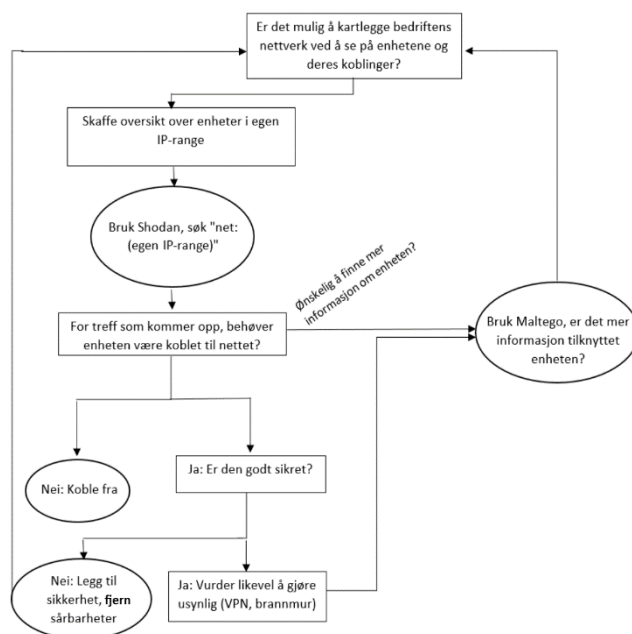 Er det mulig å kartlegge bedriftens
nettverk ved å se på enhetene og
deres koblinger?
Skaffe oversikt over enheter i egen
IP-range
Bruk Shodan, søk "net:
(egen IP-range)"
Ønskelig å finne mer
informasjon om enheten?
For treff som kommer opp, behøver
enheten være koblet til nettet?
Bruk Maltego, er det mer
informasjon tilknyttet
enheten?
Nei: Koble fra
Ja: Er den godt sikret?
Nei: Legg til
sikkerhet, fjern
sårbarheter
Ja: Vurder likevel å gjøre
usynlig (VPN, brannmur)